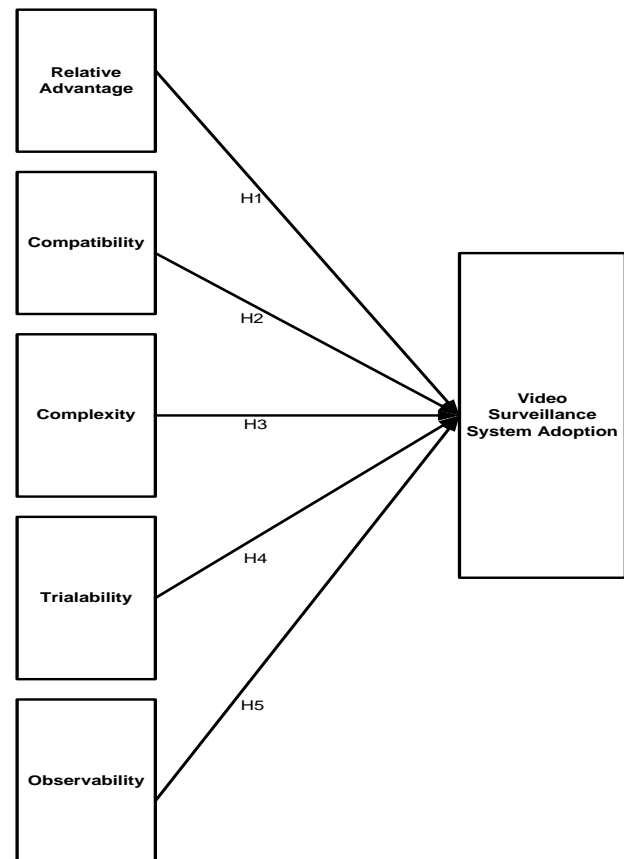 Relative
Advantage
H1
Compatibility
H2
Complexity
H3
Video
Surveillance
System Adoption
Trialability
H4
Observability
H5